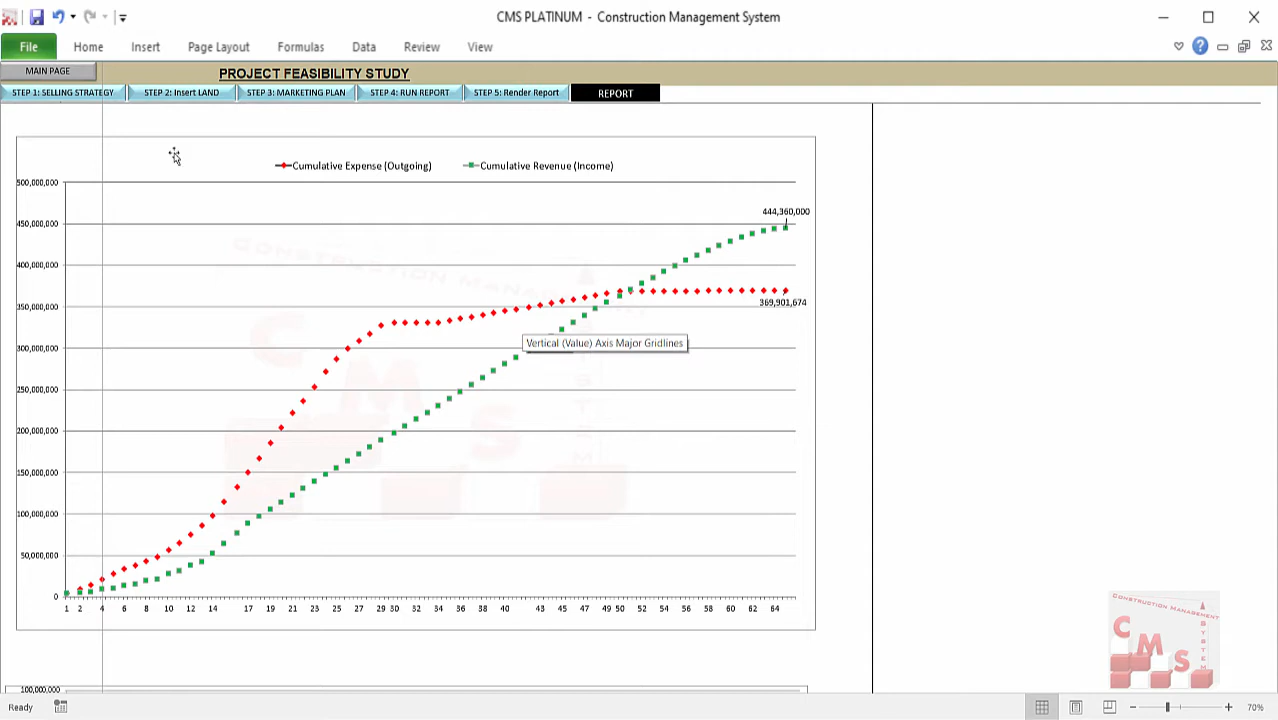 CMS PLATINUM - Construction Management System
File Home Insert Page Layout Formulas Data Review View
MAIN PAGE
PROJECT FEASIBILITY STUDY
STEP 1: SELLING STRATEGY STEP 2: Insert LAND STEP 3: MARKETING PLAN STEP 4: RUN REPORT STEP 5: Render Report REPORT
Cumulative Expense (Outgoing) Cumulative Revenue (Income)
500,000,000
444,360,000
450,000,000
400,000,000
369,901,674
350,000,000
Vertical (Value) Axis Major Gridlines
300,000,000
250,000,000
200,000,000
150,000,000
100,000,000
50,000,000
0
1 2 4 6 8 10 12 14 17 19 21 23 25 27 29 30 32 34 36 38 40 43 45 47 49 50 52 54 56 58 60 62 64
CONSTRUCTION MANAGEMENT
SYSTEM
CMS
100,000,000
Ready
70%